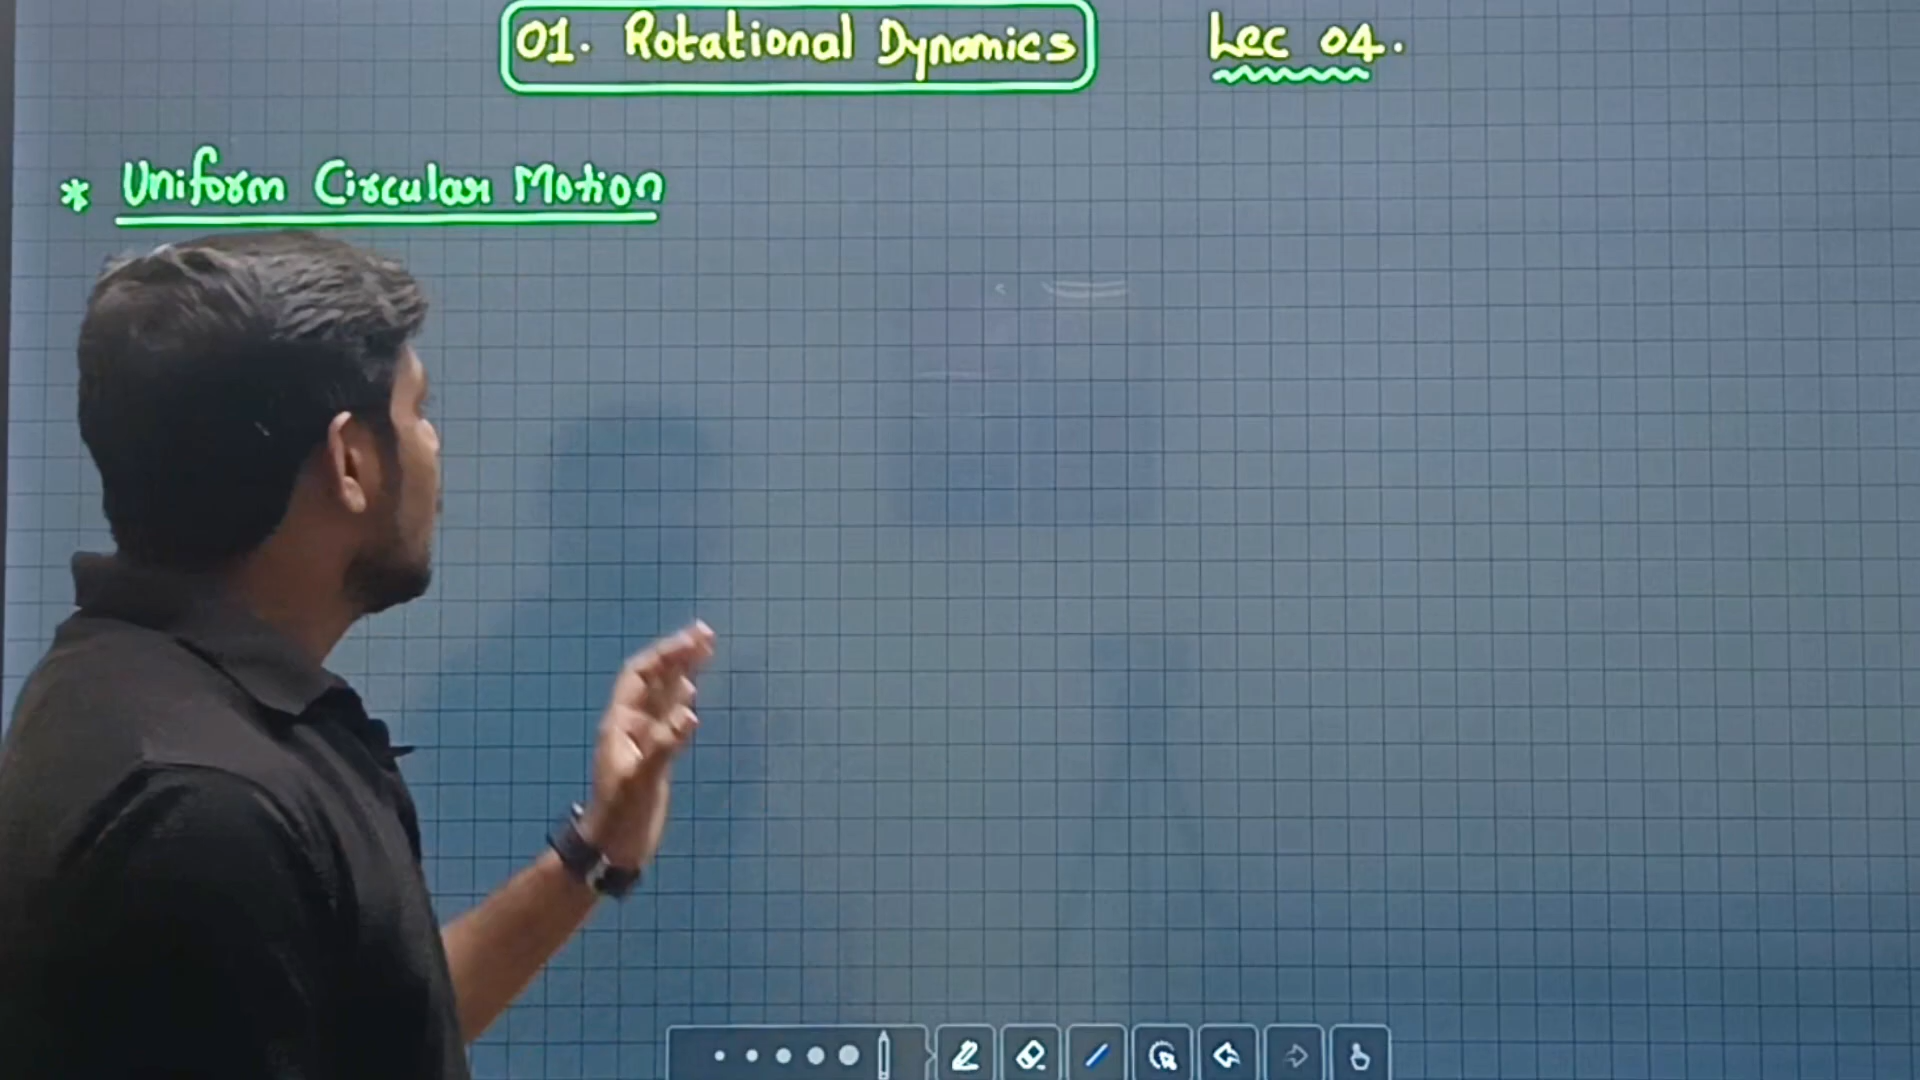 01. Rotational Dynamics Lec 04.
* Uniform Circular Motion